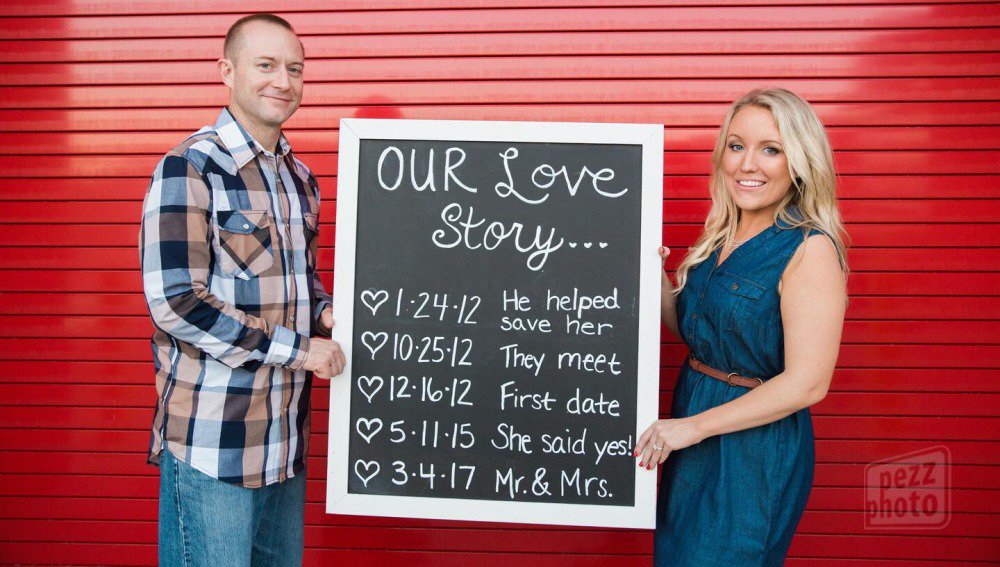 OUR Love
Story...
1·24·12 He helped
save her
10·25·12 They meet
12·16·12 First date
5·11·15 She said yes!
3·4·17 Mr. & Mrs.
pezz
photo